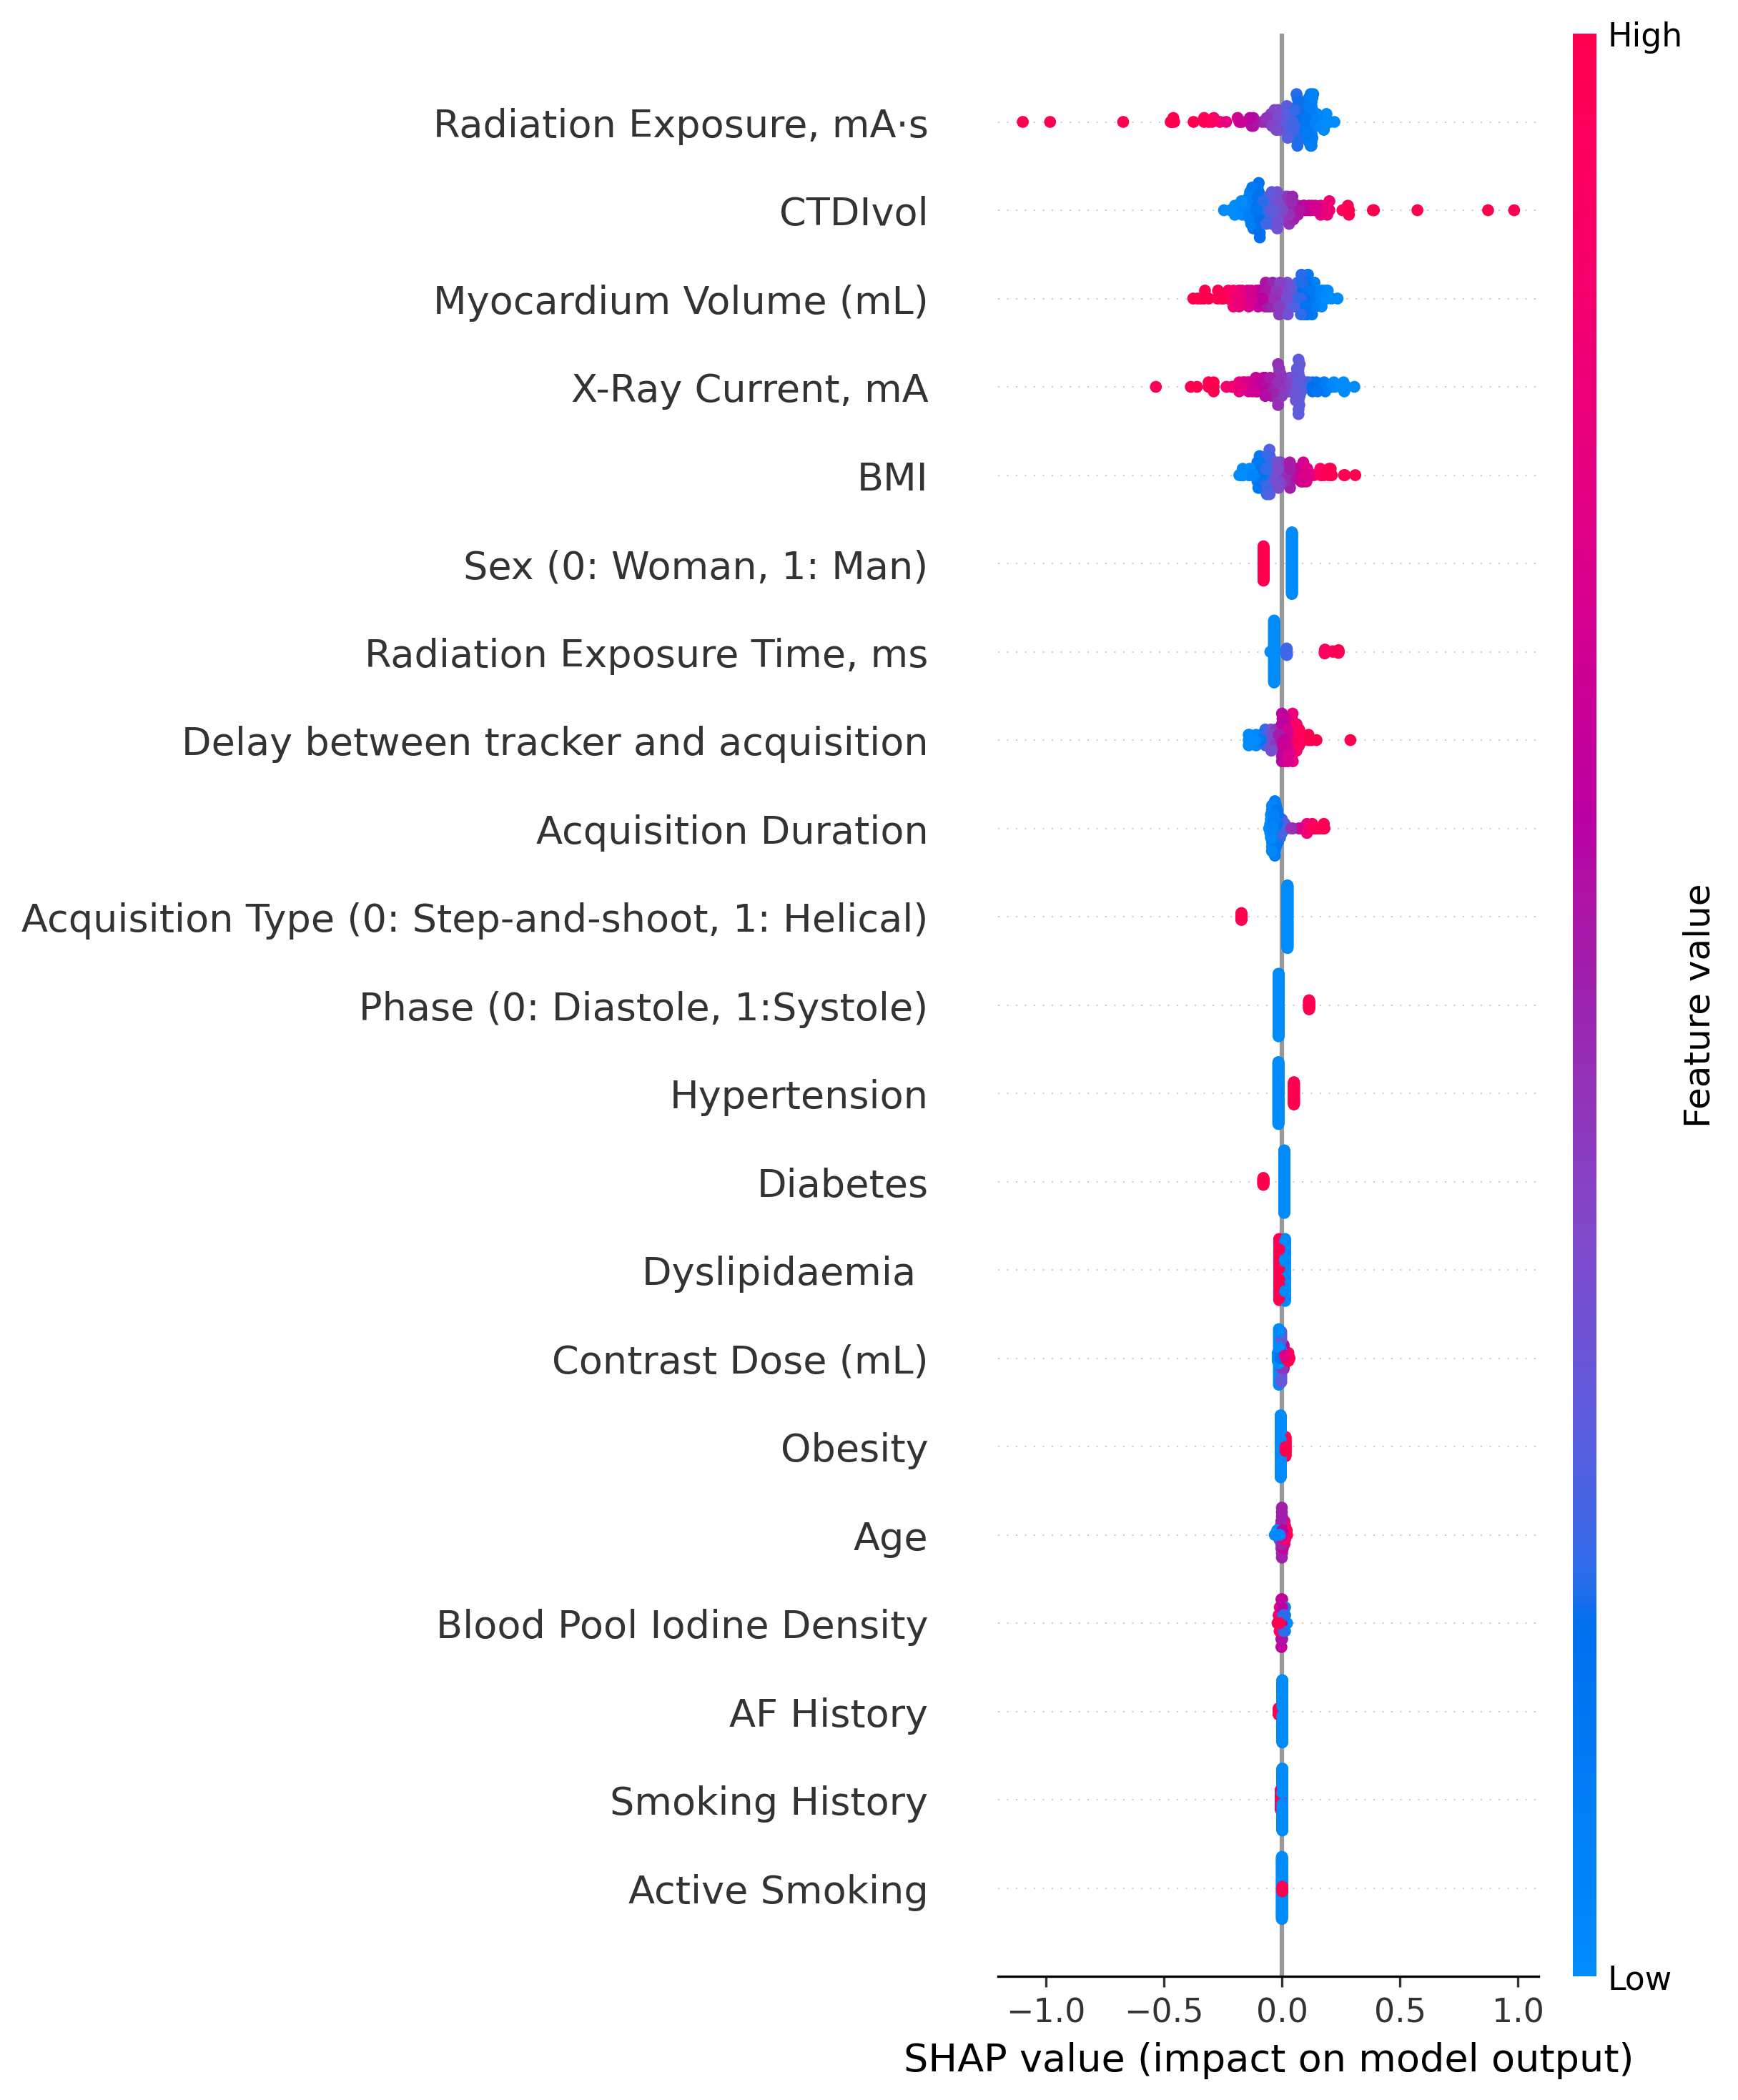 High
Radiation Exposure, mA·s
CTDIvol
Myocardium Volume (mL)
X-Ray Current, mA
BMI
Sex (0: Woman, 1: Man)
Radiation Exposure Time, ms
Delay between tracker and acquisition
Acquisition Duration
Acquisition Type (0: Step-and-shoot, 1: Helical)
Phase (0: Diastole, 1:Systole)
Hypertension
Diabetes
Dyslipidaemia
Contrast Dose (mL)
Obesity
Age
Blood Pool Iodine Density
AF History
Smoking History
Active Smoking
Feature value
Low
−1.0 −0.5 0.0 0.5 1.0
SHAP value (impact on model output)